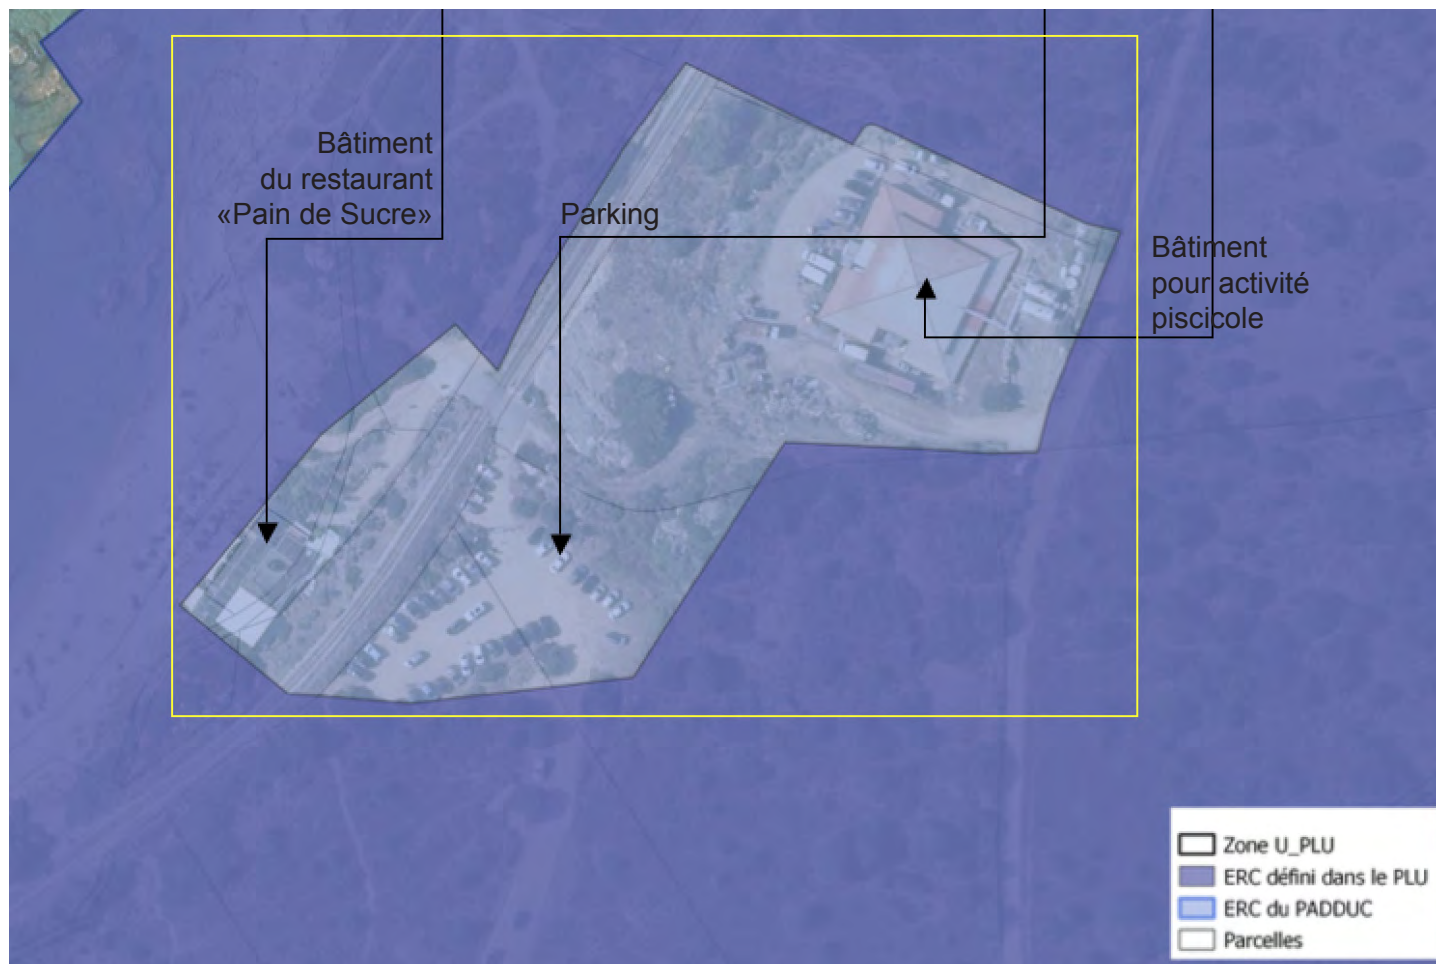 Bâtiment
du restaurant
«Pain de Sucre»
Parking
Bâtiment
pour activité
piscicole
Zone U_PLU
ERC défini dans le PLU
ERC du PADDUC
Parcelles